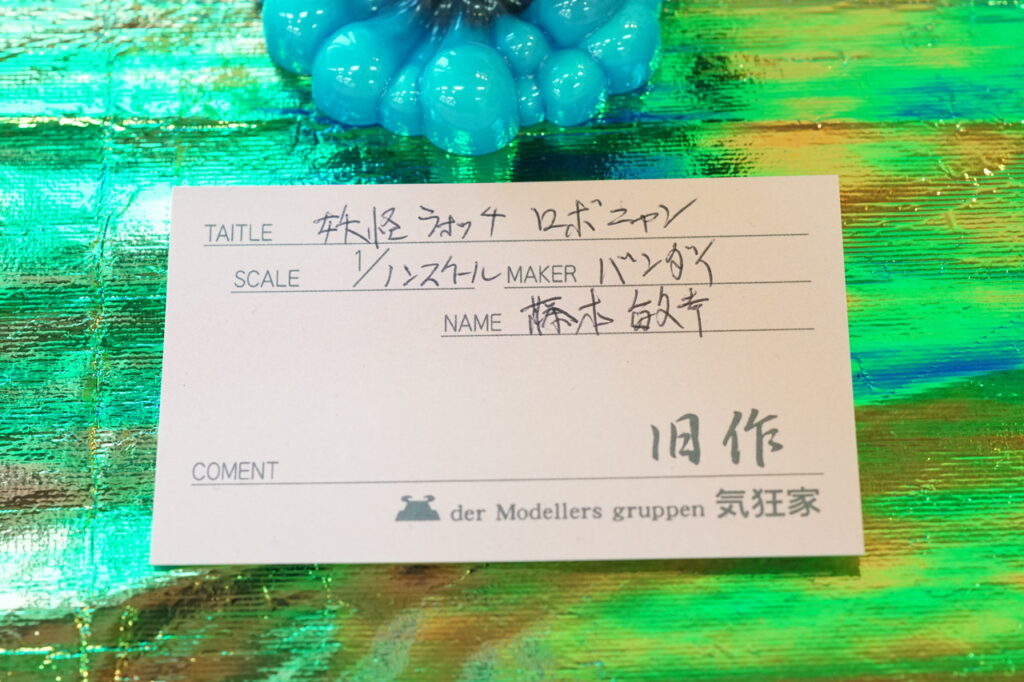 TAITLE 妖怪ウォッチ ロボニャン
SCALE 1/ノンスケール MAKER バンダイ
NAME 藤本敏幸
旧作
COMENT
der Modellers gruppen 気狂家